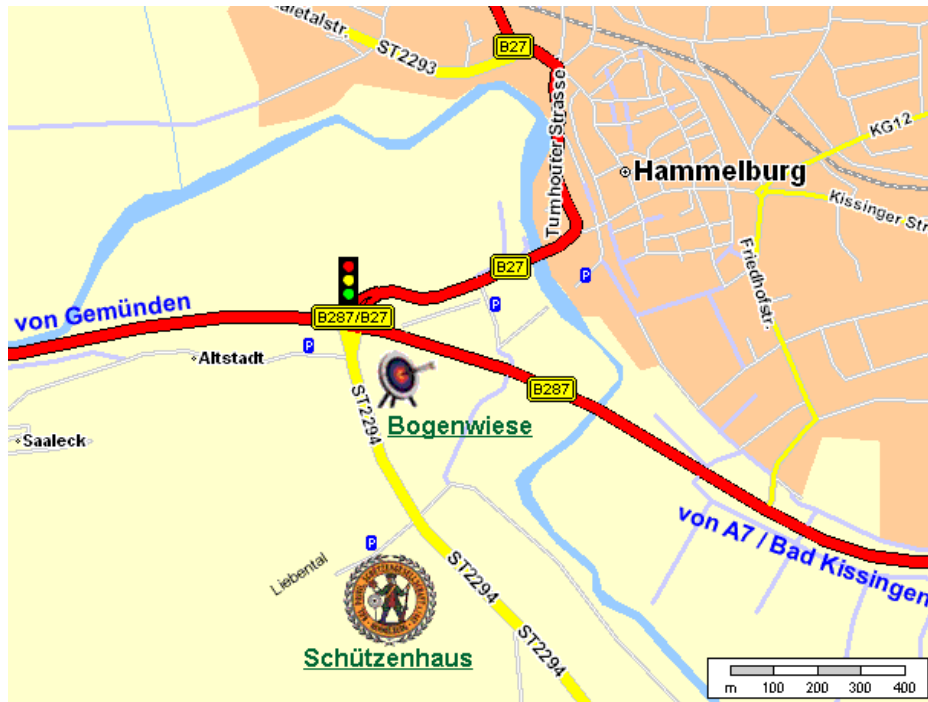 aletalstr.
ST2293
B27
Turnhouter Strasse
KG12
Hammelburg
Kissinger Str
B27
P
P
Friedhofstr.
von Gemünden
B287/B27
P
Altstadt
ST2294
B287
Bogenwiese
Saaleck
von A7 / Bad Kissingen
P
Liebental
ST2294
Schützenhaus
ST2294
m 100 200 300 400